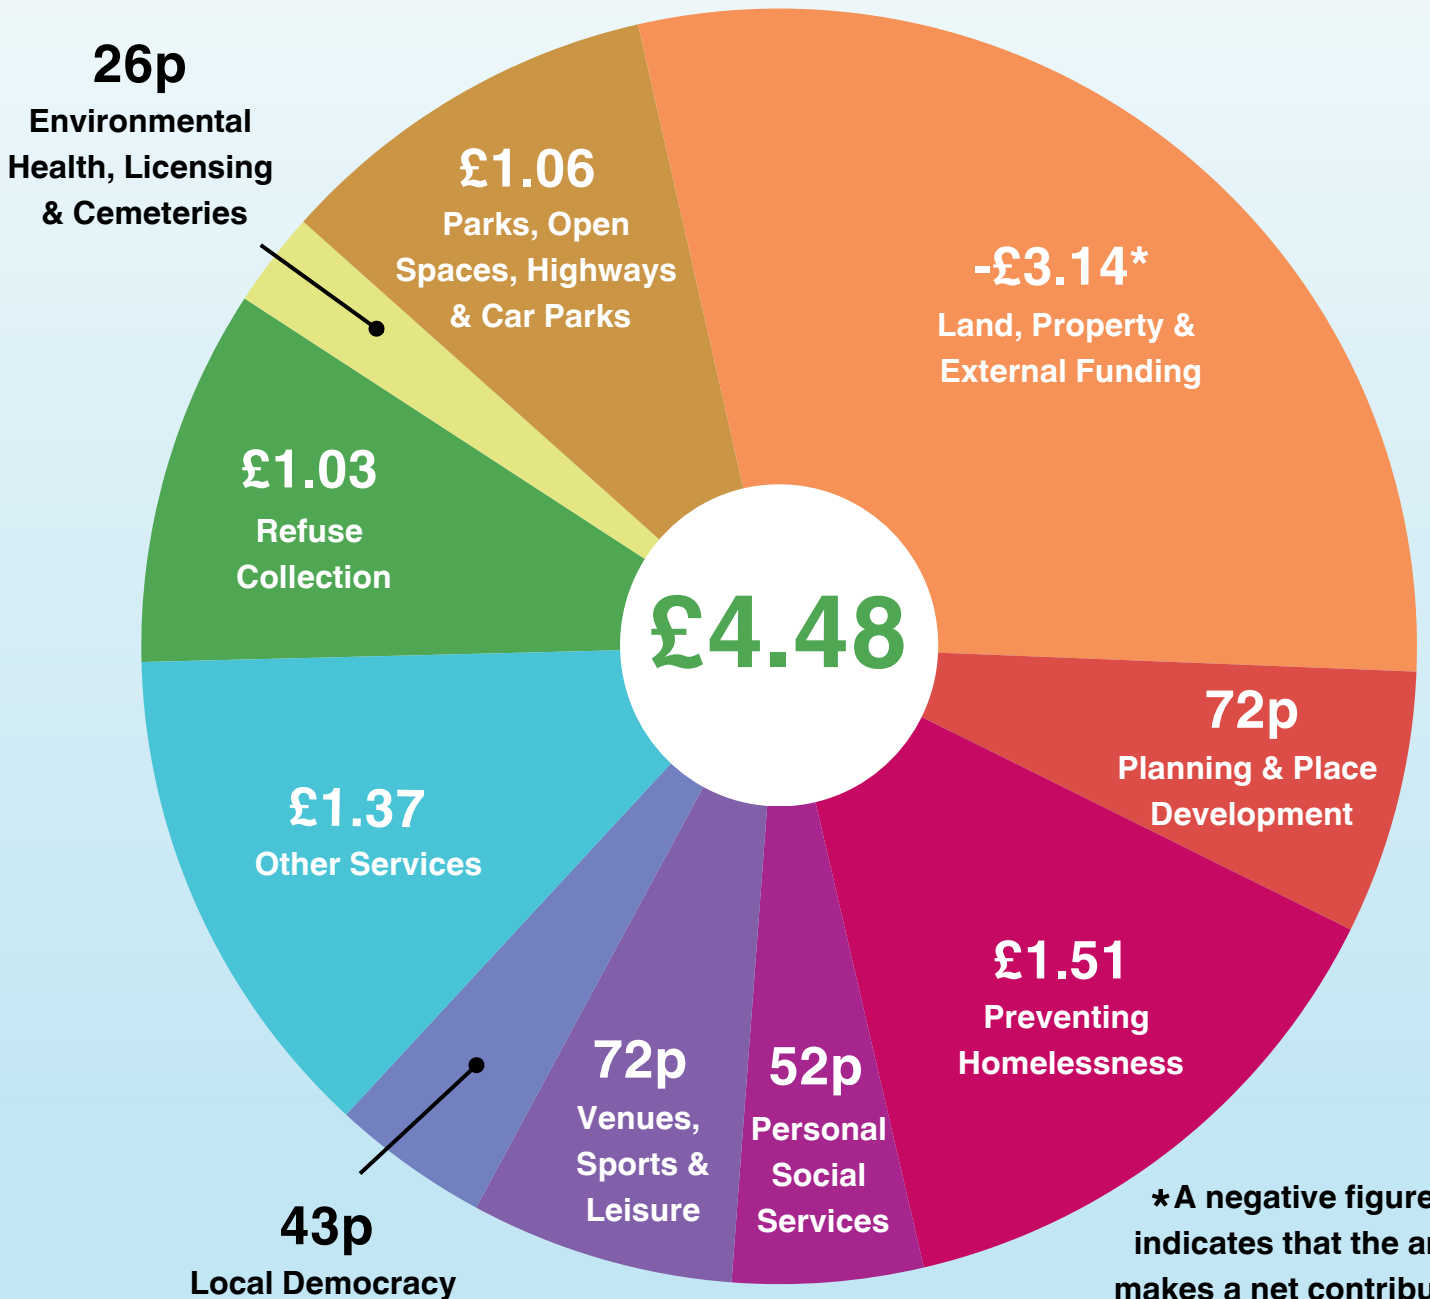 26p
Environmental
Health, Licensing
& Cemeteries
£1.06
Parks, Open
Spaces, Highways
& Car Parks
-£3.14*
Land, Property &
External Funding
£1.03
Refuse
Collection
£4.48
72p
Planning & Place
Development
£1.37
Other Services
£1.51
Preventing
Homelessness
72p
Venues,
Sports &
Leisure
52p
Personal
Social
Services
43p
Local Democracy
*A negative figure
indicates that the
makes a net